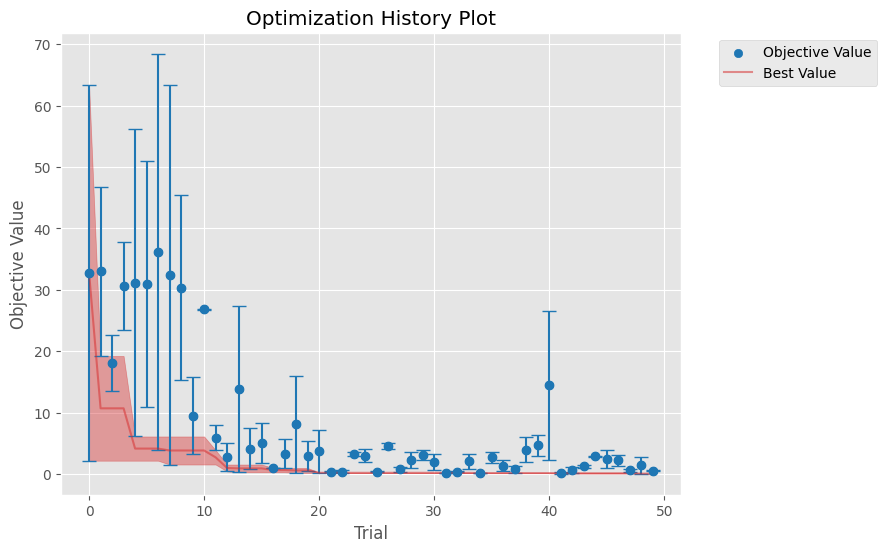 Optimization History Plot
Objective Value
Best Value
Objective Value
70
60
50
40
30
20
10
0
0 10 20 30 40 50
Trial